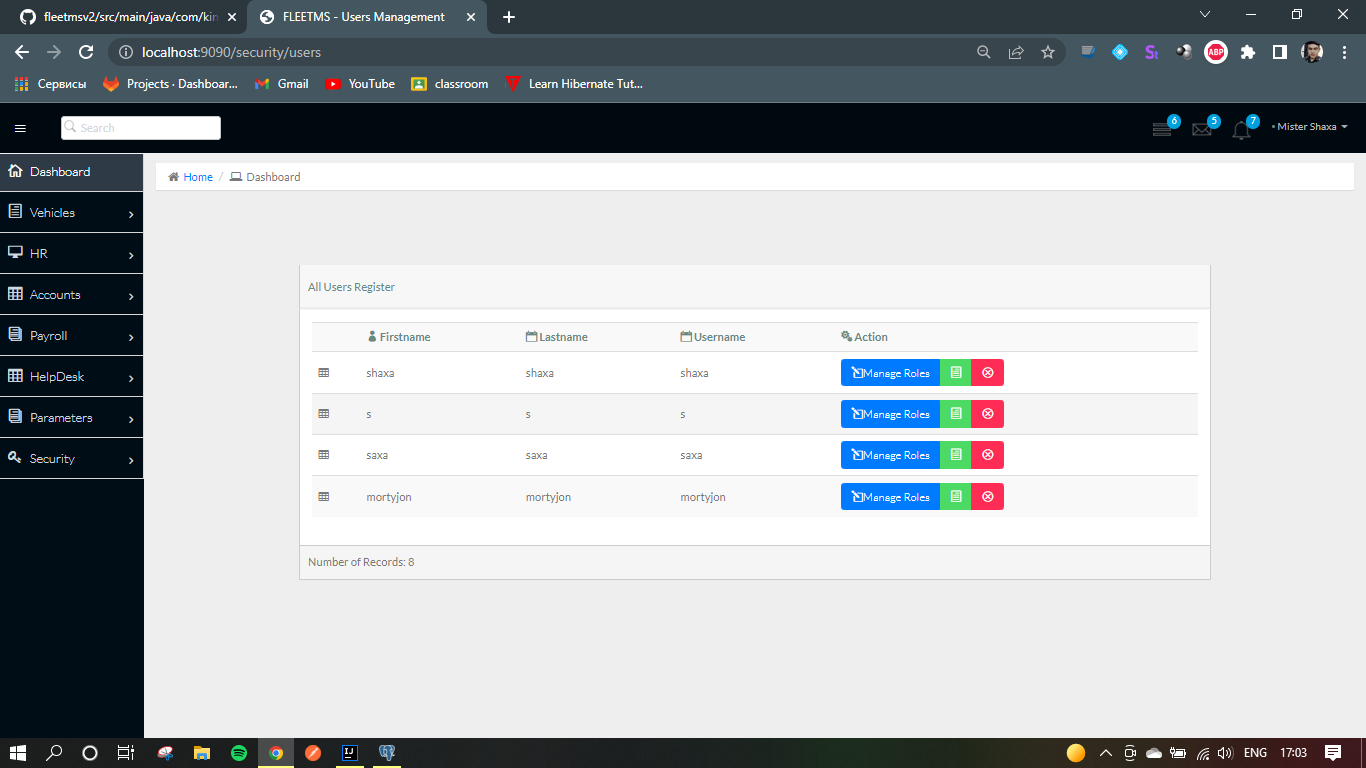 fleetmsv2/src/main/java/com/kin
FLEETMS - Users Management
localhost:9090/security/users
ABP
Сервисы
Projects · Dashboar...
Gmail
YouTube
classroom
Learn Hibernate Tut...
Search
6
5
7
Mister Shaxa
Dashboard
Home / Dashboard
Vehicles
HR
Accounts
Payroll
HelpDesk
Parameters
Security
All Users Register
Firstname Lastname Username Action
shaxa shaxa shaxa Manage Roles
s s s Manage Roles
saxa saxa saxa Manage Roles
mortyjon mortyjon mortyjon Manage Roles
Number of Records: 8
ENG 17:03